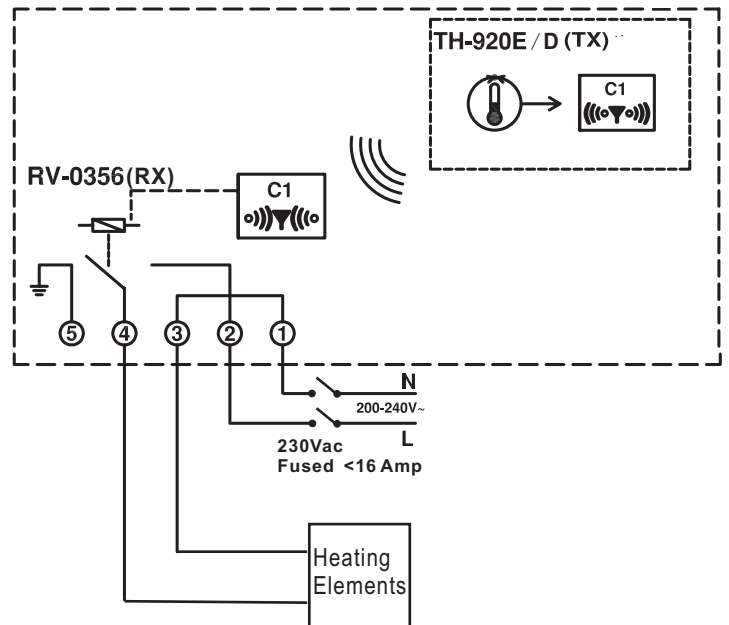 TH-920E/D (TX)
C1
RV-0356(RX)
C1
5 4 3 2 1
N
200-240V~
L
230Vac
Fused <16 Amp
Heating
Elements